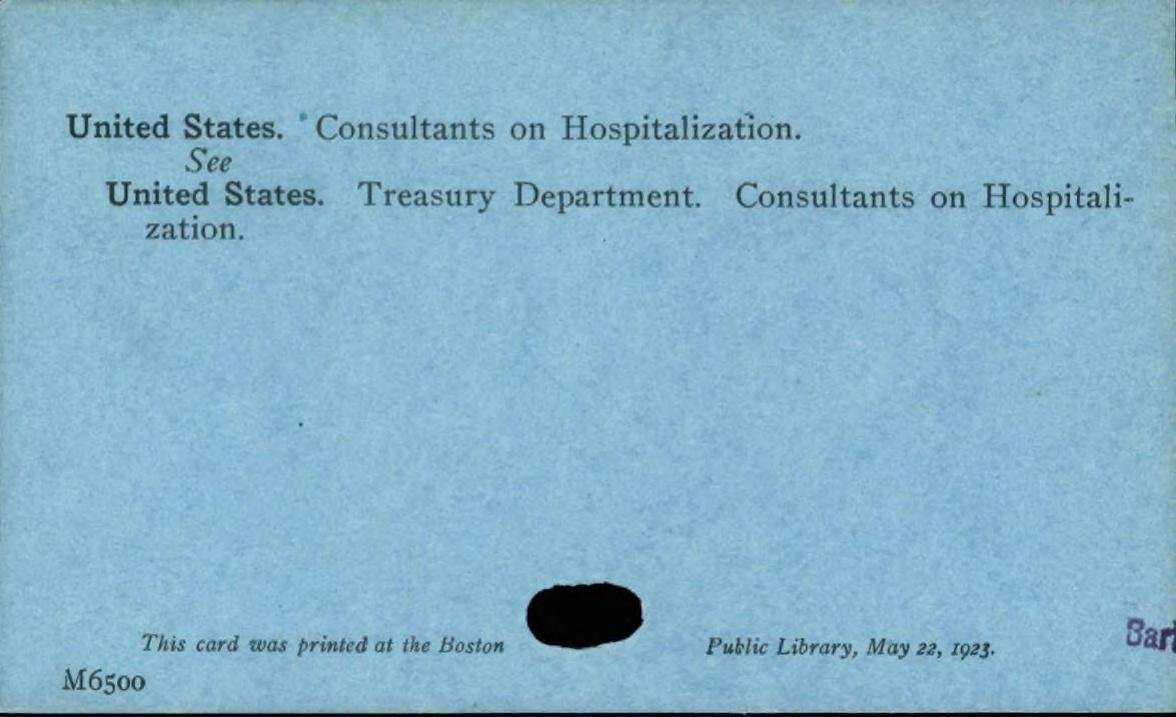 United States. Consultants on Hospitalization.
See
United States. Treasury Department. Consultants on Hospitali-
zation.
This card was printed at the Boston Public Library, May 22, 1923.
M6500